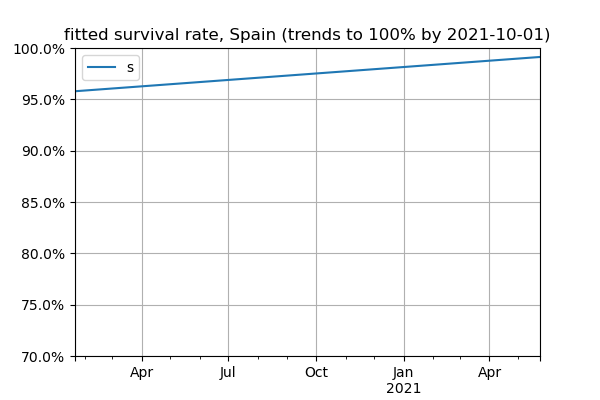 fitted survival rate, Spain (trends to 100% by 2021-10-01)
100.0%
s
95.0%
90.0%
85.0%
80.0%
75.0%
70.0%
Apr Jul Oct Jan Apr
2021